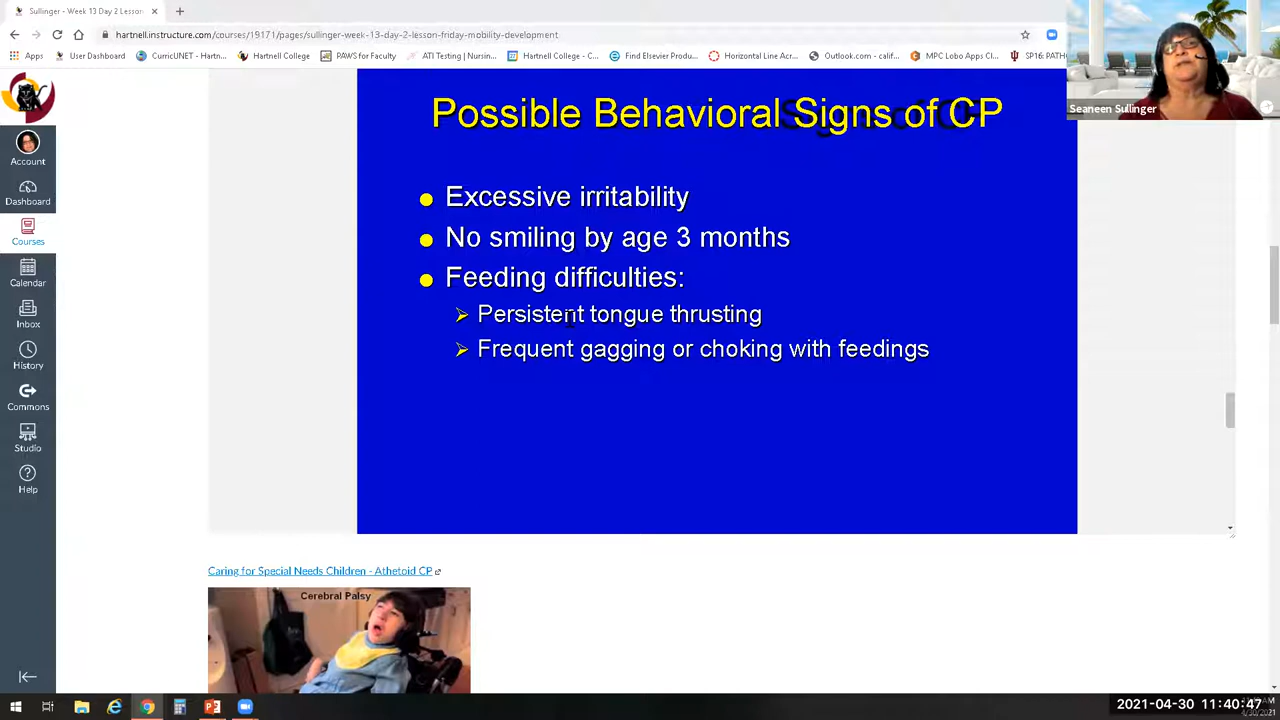 Sullinger - Week 13 Day 2 Lesson
hartnell.instructure.com/courses/19171/pages/sullinger-week-13-day-2-lesson-friday-mobility-development
Apps
User Dashboard
CurricUNET - Hartn...
Hartnell College
PAWS for Faculty
ATI Testing | Nursin...
Hartnell College - C...
Find Elsevier Produc...
Horizontal Line Acr...
Outlook.com - calif...
MPC Lobo Apps Cl...
SP16: PATH
Seaneen Sullinger
Account
Dashboard
Courses
Calendar
Inbox
History
Commons
Studio
Help
Possible Behavioral Signs of CP
Excessive irritability
No smiling by age 3 months
Feeding difficulties:
Persistent tongue thrusting
Frequent gagging or choking with feedings
Caring for Special Needs Children - Athetoid CP
Cerebral Palsy
2021-04-30 11:40:47